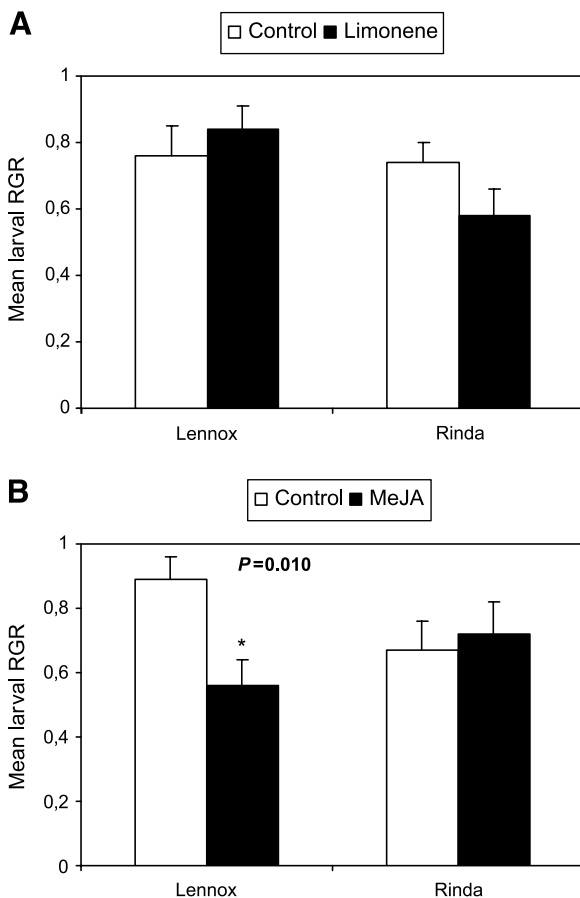 A
Control Limonene
Mean larval RGR
1
0,8
0,6
0,4
0,2
0
Lennox Rinda
B
Control MeJA
Mean larval RGR
1
0,8
0,6
0,4
0,2
0
P=0.010
*
Lennox Rinda